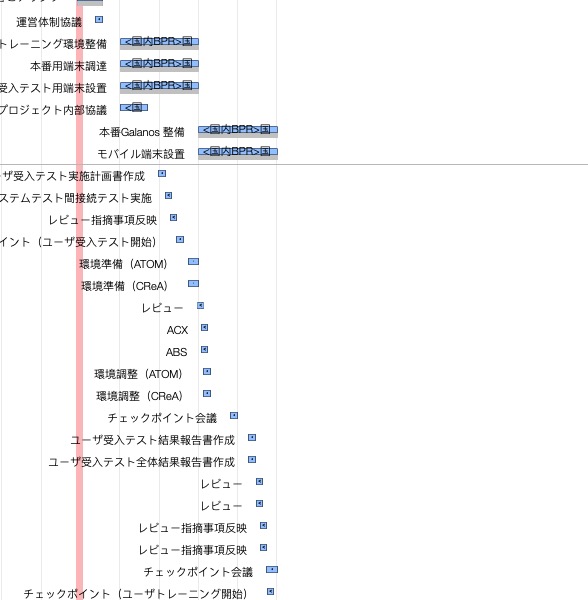 運営体制協議
トレーニング環境整備 <国内BPR>国
本番用端末調達 <国内BPR>国
受入テスト用端末設置 <国内BPR>国
プロジェクト内部協議 <国
本番Galanos 整備 <国内BPR>国
モバイル端末設置 <国内BPR>国
ザ受入テスト実施計画書作成
ステムテスト間接続テスト実施
レビュー指摘事項反映
イント（ユーザ受入テスト開始）
環境準備（ATOM）
環境準備（CReA）
レビュー
ACX
ABS
環境調整（ATOM）
環境調整（CReA）
チェックポイント会議
ユーザ受入テスト結果報告書作成
ユーザ受入テスト全体結果報告書作成
レビュー
レビュー
レビュー指摘事項反映
レビュー指摘事項反映
チェックポイント会議
チェックポイント（ユーザトレーニング開始）